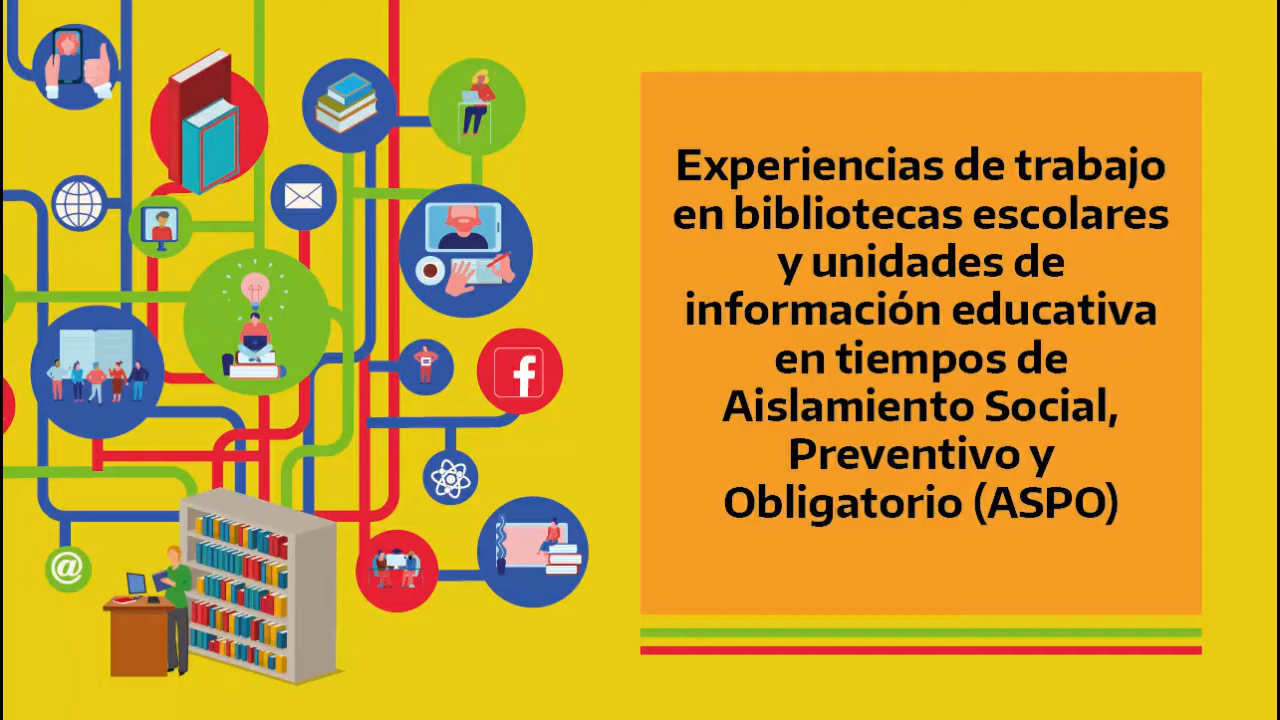 Experiencias de trabajo
en bibliotecas escolares
y unidades de
información educativa
en tiempos de
Aislamiento Social,
Preventivo y
Obligatorio (ASPO)
f
@